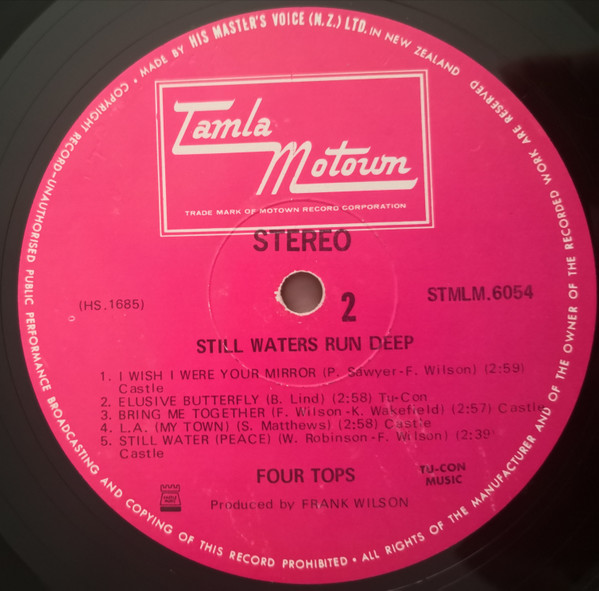 MADE BY HIS MASTER'S VOICE (N.Z.) LTD. IN NEW ZEALAND
Tamla
Motown
TRADE MARK OF MOTOWN RECORD CORPORATION
STEREO
(HS.1685)
2
STMLM.6054
STILL WATERS RUN DEEP
1. I WISH I WERE YOUR MIRROR (P. Sawyer-F. Wilson) (2:59)
Castle
2. ELUSIVE BUTTERFLY (B. Lind) (2:58) Tu-Con
3. BRING ME TOGETHER (F. Wilson-K. Wakefield) (2:57) Castle
4. L.A. (MY TOWN) (S. Matthews) (2:58) Castle
5. STILL WATER (PEACE) (W. Robinson-F. Wilson) (2:39)
Castle
FOUR TOPS
TU-CON
MUSIC
Produced by FRANK WILSON
COPYRIGHT RECORD-UNAUTHORISED PUBLIC PERFORMANCE BROADCASTING AND COPYING OF THIS RECORD PROHIBITED • ALL RIGHTS OF THE MANUFACTURER AND OF THE OWNER OF THE RECORDED WORK ARE RESERVED